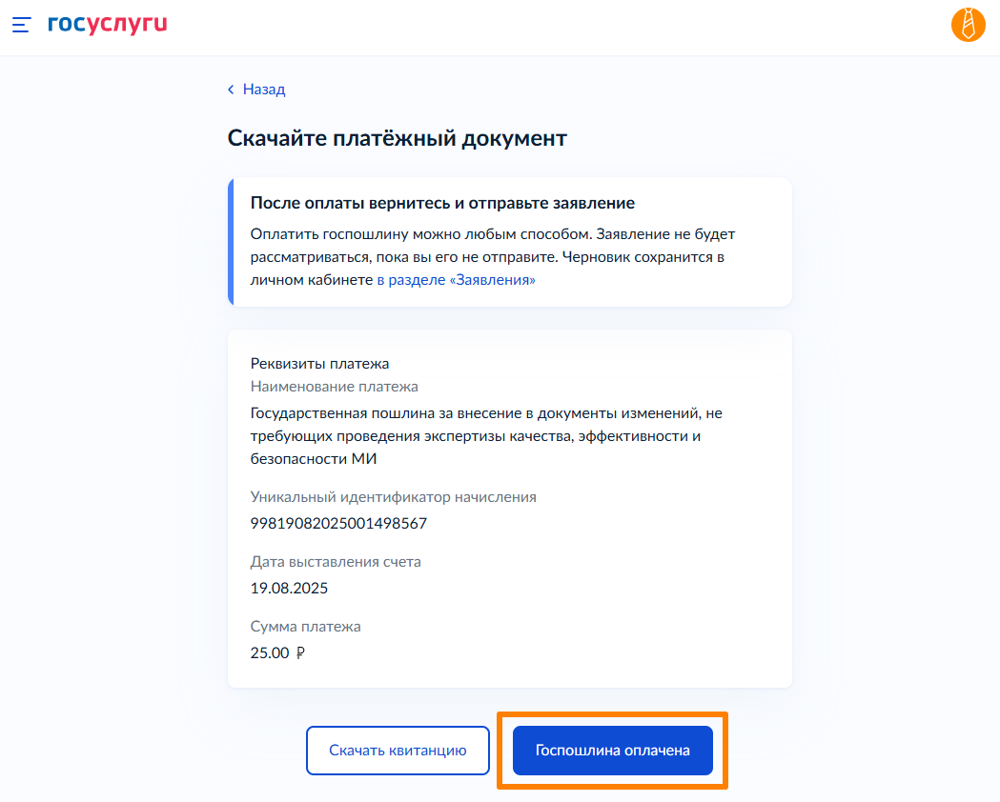 госуслуги
Назад
Скачайте платёжный документ
После оплаты вернитесь и отправьте заявление
Оплатить госпошлину можно любым способом. Заявление не будет
рассматриваться, пока вы его не отправите. Черновик сохранится в
личном кабинете в разделе «Заявления»
Реквизиты платежа
Наименование платежа
Государственная пошлина за внесение в документы изменений, не
требующих проведения экспертизы качества, эффективности и
безопасности МИ
Уникальный идентификатор начисления
99819082025001498567
Дата выставления счета
19.08.2025
Сумма платежа
25.00 ₽
Скачать квитанцию
Госпошлина оплачена